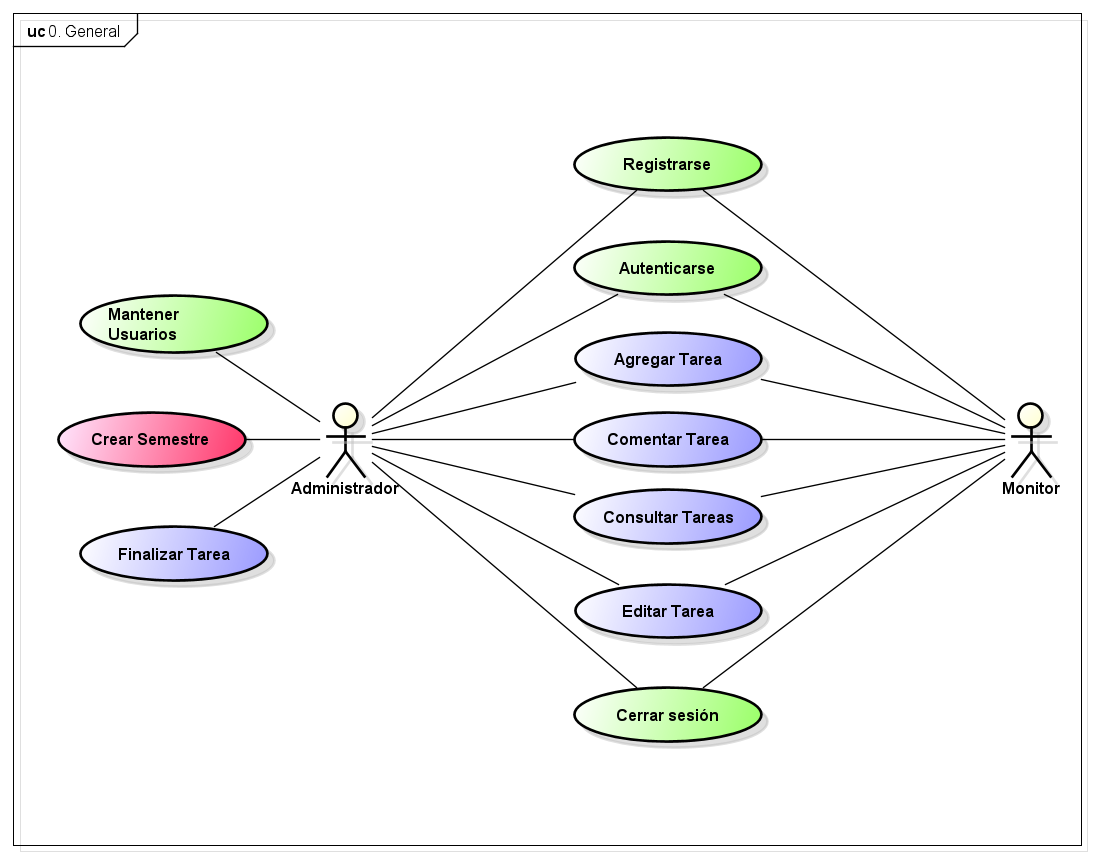 uc 0. General
Registrarse
Autenticarse
Mantener
Usuarios
Agregar Tarea
Crear Semestre
Comentar Tarea
Administrador
Monitor
Consultar Tareas
Finalizar Tarea
Editar Tarea
Cerrar sesión